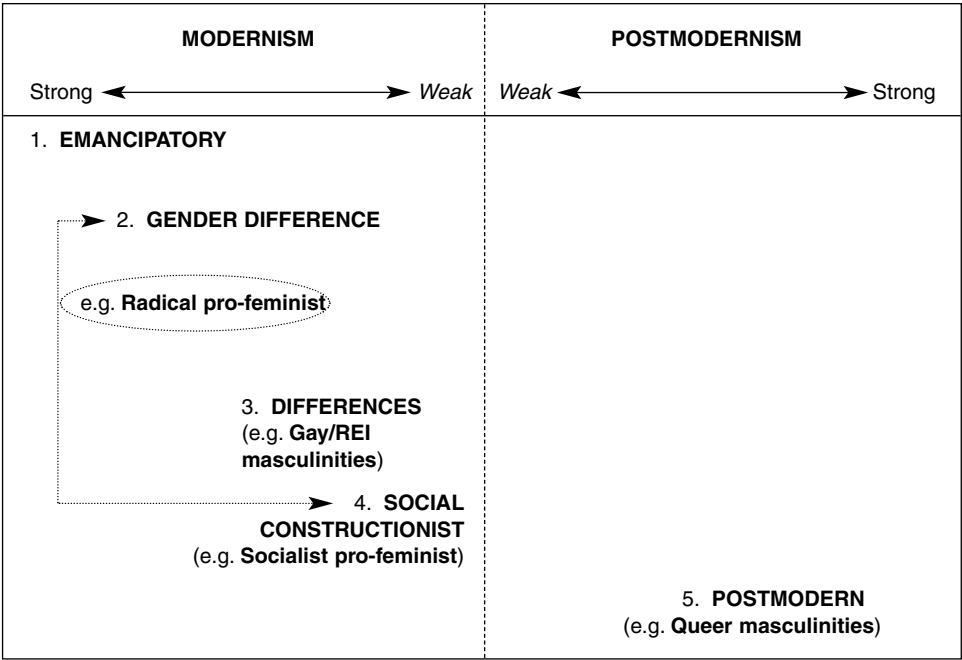 MODERNISM
POSTMODERNISM
Strong
Weak
Weak
Strong
1. EMANCIPATORY
2. GENDER DIFFERENCE
e.g. Radical pro-feminist
3. DIFFERENCES
(e.g. Gay/REI
masculinities)
4. SOCIAL
CONSTRUCTIONIST
(e.g. Socialist pro-feminist)
5. POSTMODERN
(e.g. Queer masculinities)